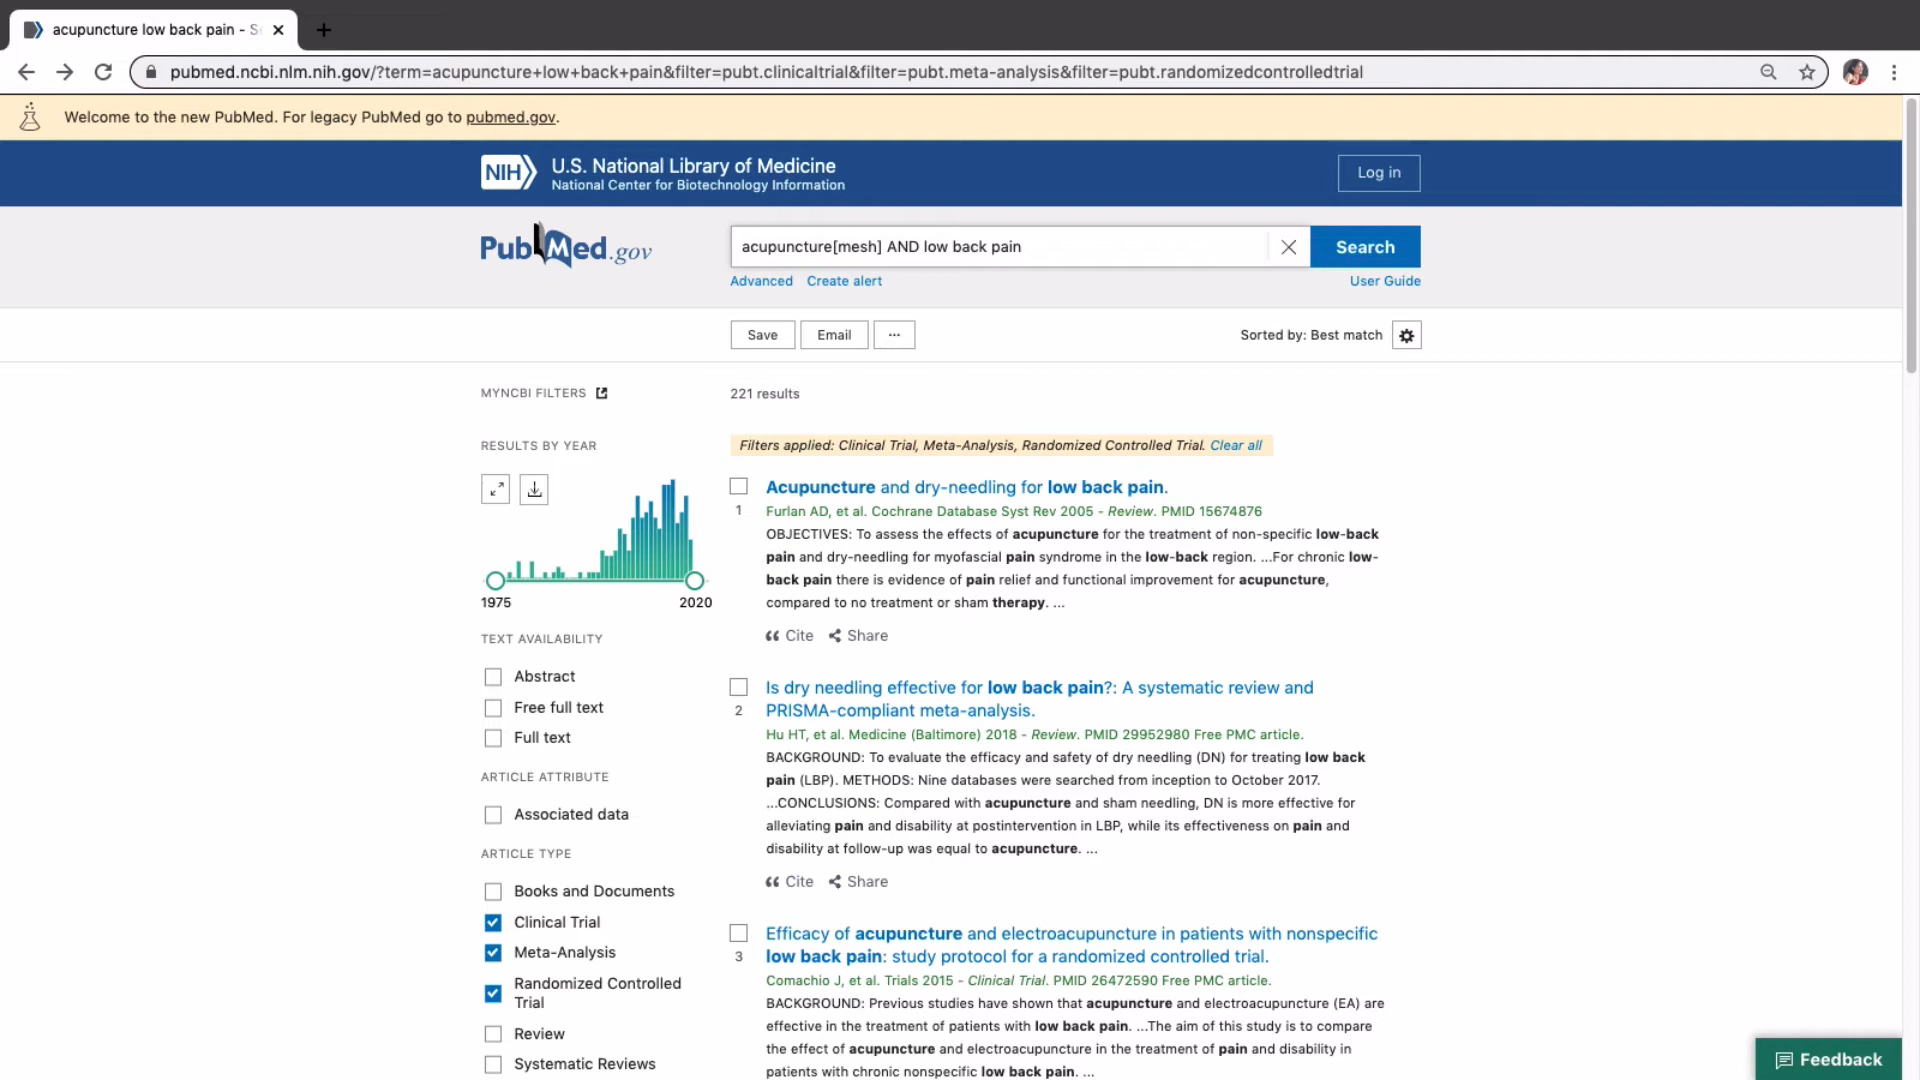 acupuncture low back pain - S
pubmed.ncbi.nlm.nih.gov/?term=acupuncture+low+back+pain&filter=pubt.clinicaltrial&filter=pubt.meta-analysis&filter=pubt.randomizedcontrolledtrial
Welcome to the new PubMed. For legacy PubMed go to pubmed.gov.
NIH
U.S. National Library of Medicine
National Center for Biotechnology Information
Log in
PubMed.gov
acupuncture[mesh] AND low back pain
Search
Advanced
Create alert
User Guide
Save
Email
...
Sorted by: Best match
MYNCBI FILTERS
221 results
RESULTS BY YEAR
1975
2020
TEXT AVAILABILITY
Abstract
Free full text
Full text
ARTICLE ATTRIBUTE
Associated data
ARTICLE TYPE
Books and Documents
Clinical Trial
Meta-Analysis
Randomized Controlled
Trial
Review
Systematic Reviews
Filters applied: Clinical Trial, Meta-Analysis, Randomized Controlled Trial. Clear all
1
Acupuncture and dry-needling for low back pain.
Furlan AD, et al. Cochrane Database Syst Rev 2005 - Review. PMID 15674876
OBJECTIVES: To assess the effects of acupuncture for the treatment of non-specific low-back
pain and dry-needling for myofascial pain syndrome in the low-back region. ...For chronic low-
back pain there is evidence of pain relief and functional improvement for acupuncture,
compared to no treatment or sham therapy. ...
Cite
Share
2
Is dry needling effective for low back pain?: A systematic review and
PRISMA-compliant meta-analysis.
Hu HT, et al. Medicine (Baltimore) 2018 - Review. PMID 29952980 Free PMC article.
BACKGROUND: To evaluate the efficacy and safety of dry needling (DN) for treating low back
pain (LBP). METHODS: Nine databases were searched from inception to October 2017.
...CONCLUSIONS: Compared with acupuncture and sham needling, DN is more effective for
alleviating pain and disability at postintervention in LBP, while its effectiveness on pain and
disability at follow-up was equal to acupuncture. ...
Cite
Share
3
Efficacy of acupuncture and electroacupuncture in patients with nonspecific
low back pain: study protocol for a randomized controlled trial.
Comachio J, et al. Trials 2015 - Clinical Trial. PMID 26472590 Free PMC article.
BACKGROUND: Previous studies have shown that acupuncture and electroacupuncture (EA) are
effective in the treatment of patients with low back pain. ...The aim of this study is to compare
the effect of acupuncture and electroacupuncture in the treatment of pain and disability in
patients with chronic nonspecific low back pain. ...
Feedback